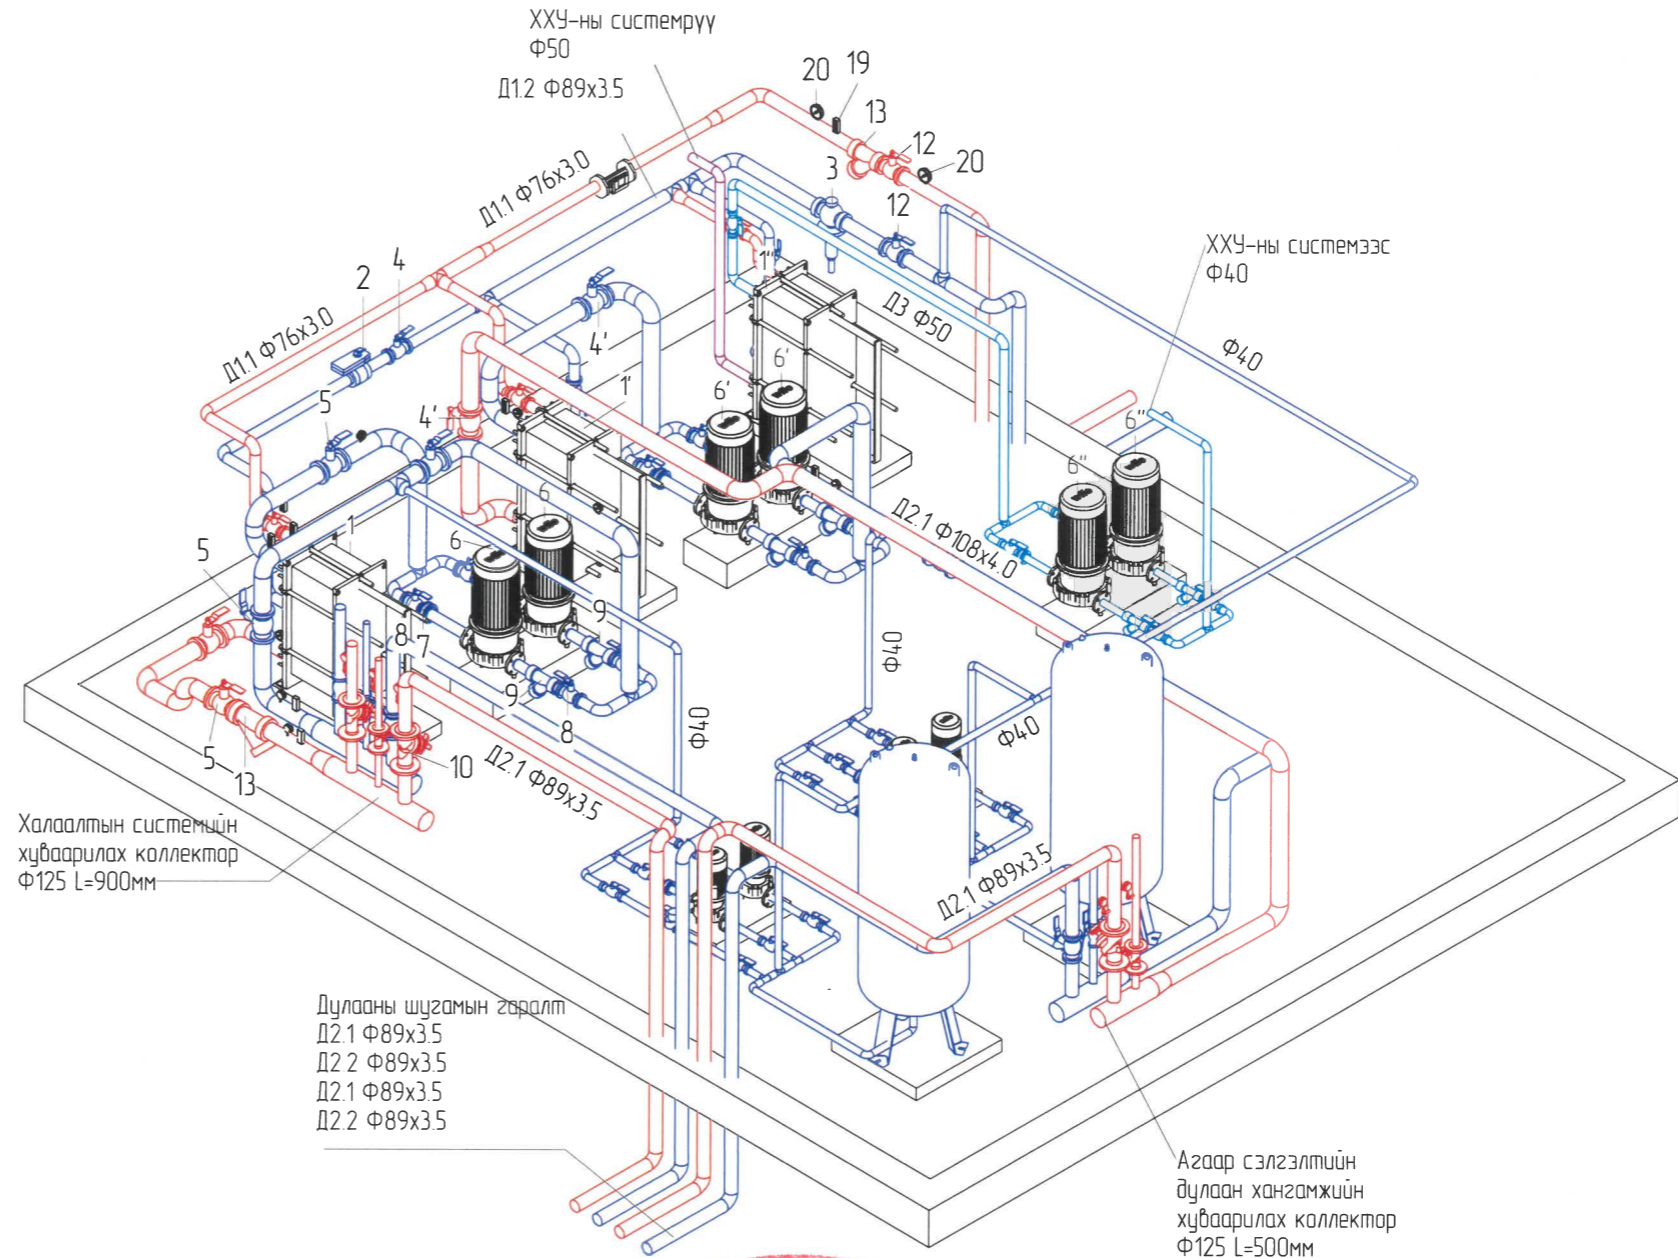 ХХУ-ны системрүү
Ф50
Д1.2 Ф89х3.5
20
19
13
12
20
3
12
Д1.1 Ф76х3.0
ХХУ-ны системээс
Ф40
2
4
1"
Д3 Ф50
Ф40
Д1.1 Ф76х3.0
4'
6'
6'
1'
5
4'
6"
6"
Д2.1 Ф108х4.0
1
6
6
5
9
8
7
Ф40
9
8
Ф40
Ф40
5
13
10
Д2.1 Ф89х3.5
Халаалтын системийн
хуваарилах коллектор
Ф125 L=900мм
Д2.1 Ф89х3.5
Дулааны шугамын гаралт
Д2.1 Ф89х3.5
Д2 2 Ф89х3.5
Д2.1 Ф89х3.5
Д2.2 Ф89х3.5
Агаар сэлгэлтийн
дулаан хангамжийн
хуваарилах коллектор
Ф125 L=500мм